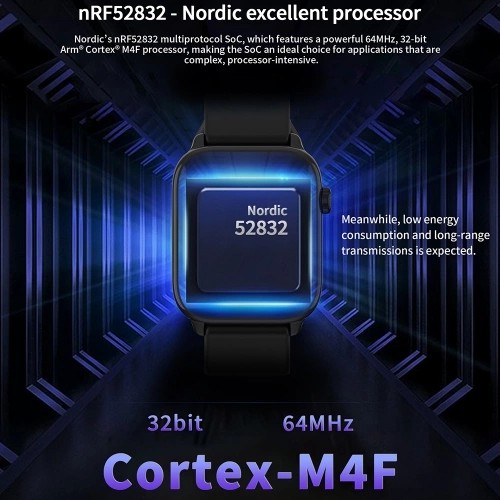 nRF52832 - Nordic excellent processor
Nordic's nRF52832 multiprotocol SoC, which features a powerful 64MHz, 32-bit
Arm® Cortex® M4F processor, making the SoC an ideal choice for applications that are
complex, processor-intensive.
Nordic
52832
Meanwhile, low energy
consumption and long-range
transmissions is expected.
32bit 64MHz
Cortex-M4F